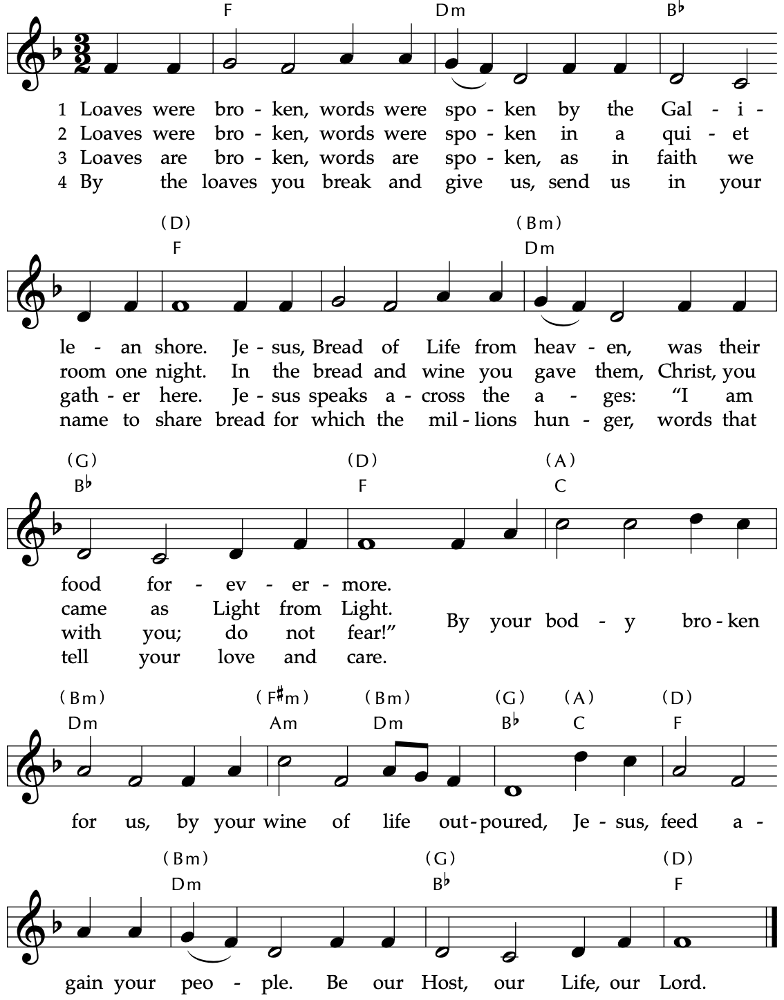 F Dm B♭
3
2
1 Loaves were bro - ken, words were spo - ken by the Gal - i -
2 Loaves were bro - ken, words were spo - ken in a qui - et
3 Loaves are bro - ken, words are spo - ken, as in faith we
4 By the loaves you break and give us, send us in your
(D) (Bm)
F Dm
le - an shore. Je - sus, Bread of Life from heav - en, was their
room one night. In the bread and wine you gave them, Christ, you
gath - er here. Je - sus speaks a - cross the a - ges: “I am
name to share bread for which the mil - lions hun - ger, words that
(G) (D) (A)
B♭ F C
food for - ev - er - more.
came as Light from Light.
By your bod - y bro - ken
with you; do not fear!”
tell your love and care.
(Bm) (F♯m) (Bm) (G) (A) (D)
Dm Am Dm B♭ C F
for us, by your wine of life out - poured, Je - sus, feed a -
(Bm) (G) (D)
Dm B♭ F
gain your peo - ple. Be our Host, our Life, our Lord.